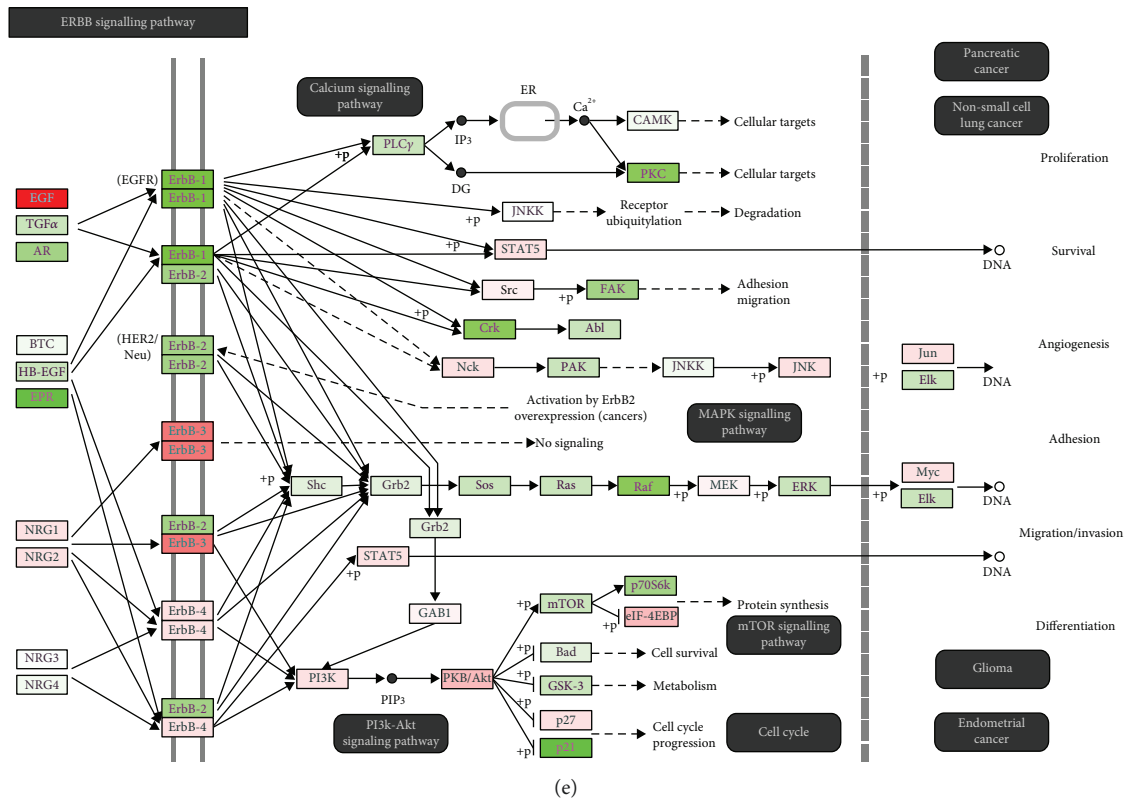 ERBB signalling pathway
Pancreatic
cancer
Non-small cell
lung cancer
Calcium signalling
pathway
ER
Ca2+
IP3
PLCγ
+p
CAMK
Cellular targets
DG
PKC
Cellular targets
Proliferation
(EGFR)
ErbB-1
ErbB-1
EGF
TGFα
AR
+p
JNKK
Receptor
ubiquitylation
Degradation
ErbB-1
ErbB-2
+p
STAT5
DNA
Survival
Src
+p
FAK
Adhesion
migration
+p
Crk
Abl
BTC
HB-EGF
EPR
(HER2/
Neu)
ErbB-2
ErbB-2
Nck
PAK
JNKK
+p
JNK
+p
Jun
Elk
DNA
Angiogenesis
Activation by ErbB2
overexpression (cancers)
MAPK signalling
pathway
ErbB-3
ErbB-3
No signaling
Adhesion
+p
Shc
Grb2
Sos
Ras
Raf
+p
MEK
+p
ERK
+p
Myc
Elk
DNA
NRG1
NRG2
ErbB-2
ErbB-3
Grb2
Migration/invasion
+p
STAT5
DNA
ErbB-4
ErbB-4
GAB1
+p
mTOR
p70S6k
+p
eIF-4EBP
Protein synthesis
mTOR signalling
pathway
Differentiation
NRG3
NRG4
PI3K
PIP3
PKB/Akt
+p
Bad
Cell survival
+p
GSK-3
Metabolism
Glioma
ErbB-2
ErbB-4
PI3k-Akt
signaling pathway
+p
p27
+p
p21
Cell cycle
progression
Cell cycle
Endometrial
cancer
(e)